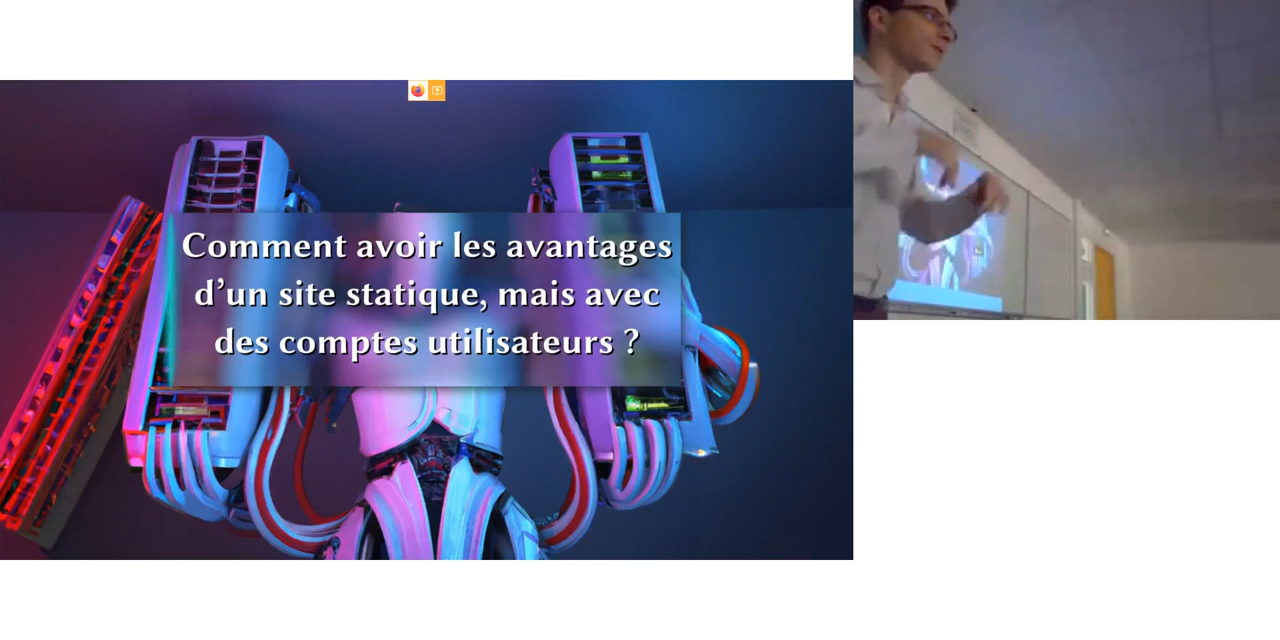 Comment avoir les avantages
d’un site statique, mais avec
des comptes utilisateurs ?